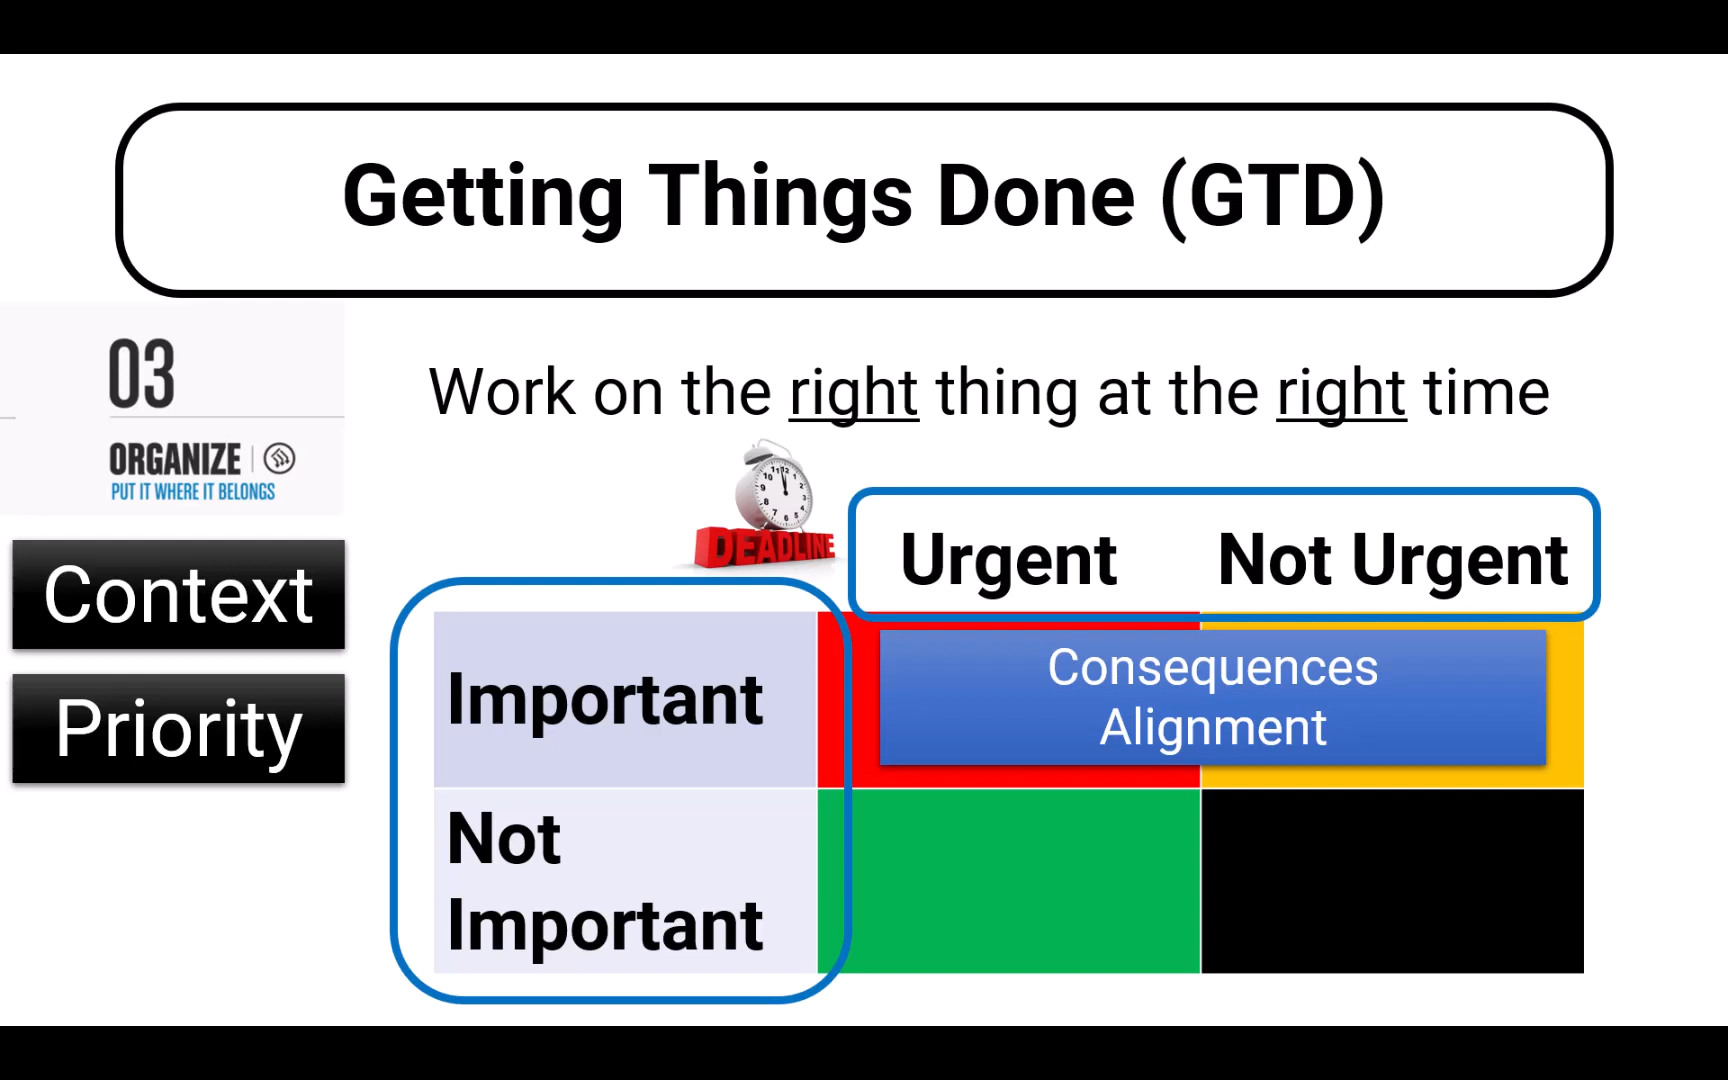 Getting Things Done (GTD)
03
ORGANIZE
PUT IT WHERE IT BELONGS
Context
Priority
Work on the right thing at the right time
DEADLINE
Urgent Not Urgent
Important
Consequences
Alignment
Not
Important